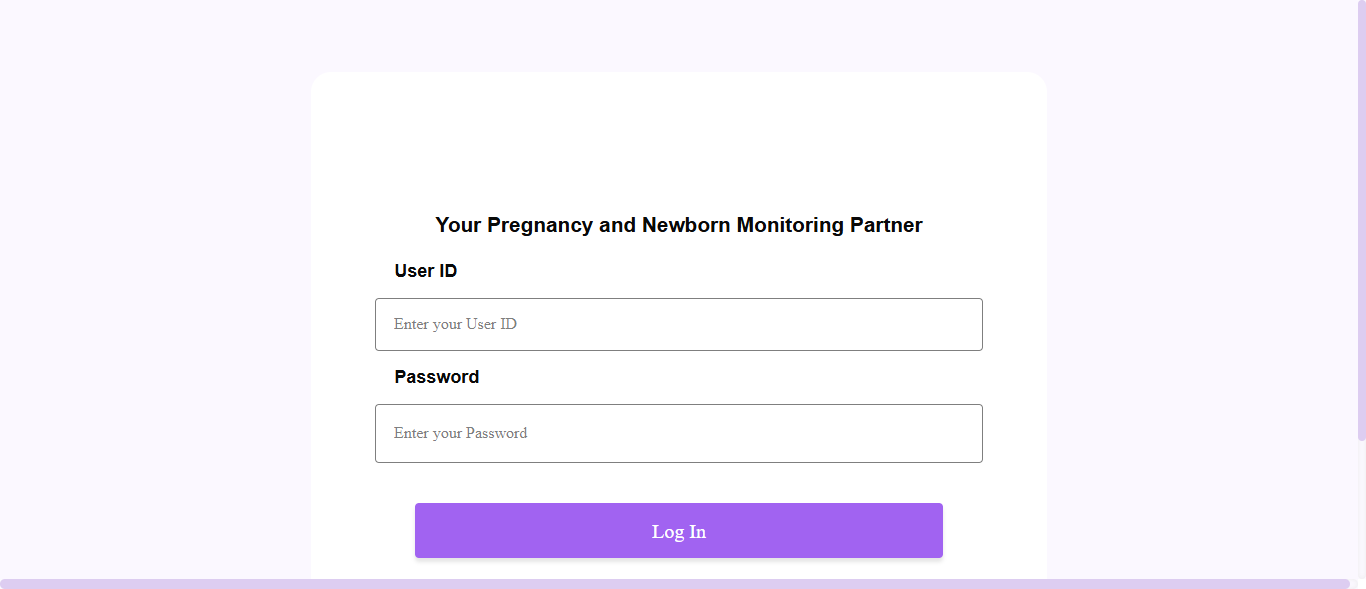 Your Pregnancy and Newborn Monitoring Partner
User ID
Enter your User ID
Password
Enter your Password
Log In